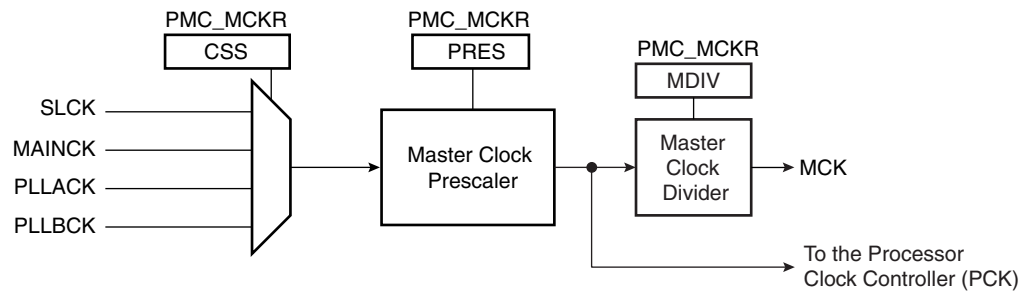 PMC_MCKR
CSS
PMC_MCKR
PRES
PMC_MCKR
MDIV
SLCK
MAINCK
PLLACK
PLLBCK
Master Clock
Prescaler
Master
Clock
Divider
MCK
To the Processor
Clock Controller (PCK)